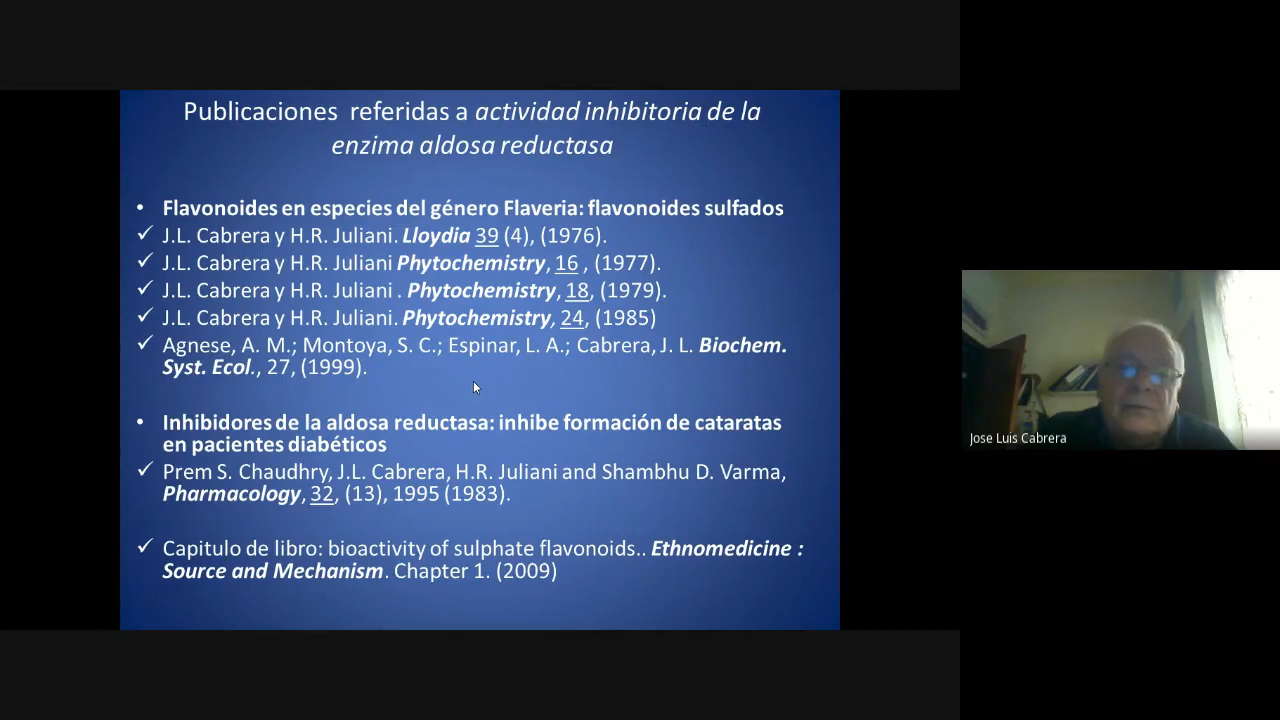 Publicaciones referidas a actividad inhibitoria de la
enzima aldosa reductasa
• Flavonoides en especies del género Flaveria: flavonoides sulfados
✓ J.L. Cabrera y H.R. Juliani. Lloydia 39 (4), (1976).
✓ J.L. Cabrera y H.R. Juliani Phytochemistry, 16 , (1977).
✓ J.L. Cabrera y H.R. Juliani . Phytochemistry, 18, (1979).
✓ J.L. Cabrera y H.R. Juliani. Phytochemistry, 24, (1985)
✓ Agnese, A. M.; Montoya, S. C.; Espinar, L. A.; Cabrera, J. L. Biochem.
Syst. Ecol., 27, (1999).
• Inhibidores de la aldosa reductasa: inhibe formación de cataratas
en pacientes diabéticos
✓ Prem S. Chaudhry, J.L. Cabrera, H.R. Juliani and Shambhu D. Varma,
Pharmacology, 32, (13), 1995 (1983).
✓ Capitulo de libro: bioactivity of sulphate flavonoids.. Ethnomedicine :
Source and Mechanism. Chapter 1. (2009)
Jose Luis Cabrera